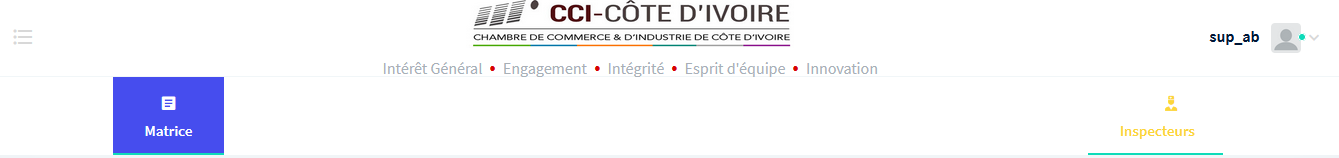 CCI-CÔTE D'IVOIRE
CHAMBRE DE COMMERCE & D'INDUSTRIE DE CÔTE D'IVOIRE
sup_ab
Intérêt Général • Engagement • Intégrité • Esprit d'équipe • Innovation
Matrice
Inspecteurs